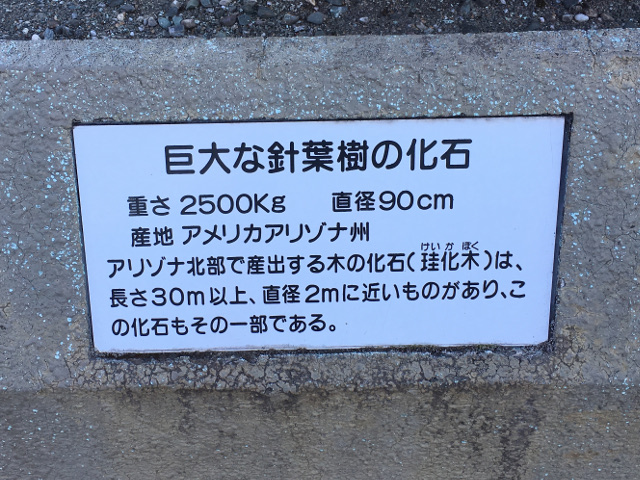 巨大な針葉樹の化石
重さ 2500Kg 直径90cm
産地 アメリカアリゾナ州
けいかぼく
アリゾナ北部で産出する木の化石(珪化木)は、
長さ30m以上、直径2mに近いものがあり、こ
の化石もその一部である。